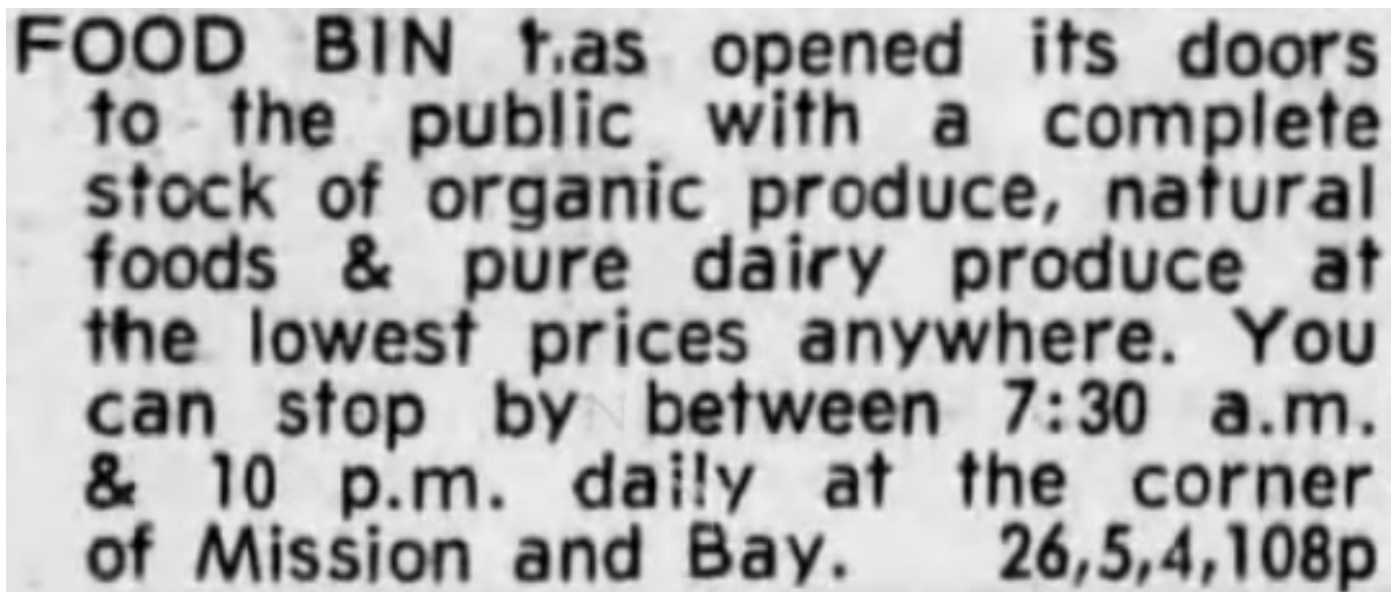 FOOD BIN has opened its doors
to the public with a complete
stock of organic produce, natural
foods & pure dairy produce at
the lowest prices anywhere. You
can stop by between 7:30 a.m.
& 10 p.m. daily at the corner
of Mission and Bay. 26,5,4,108p